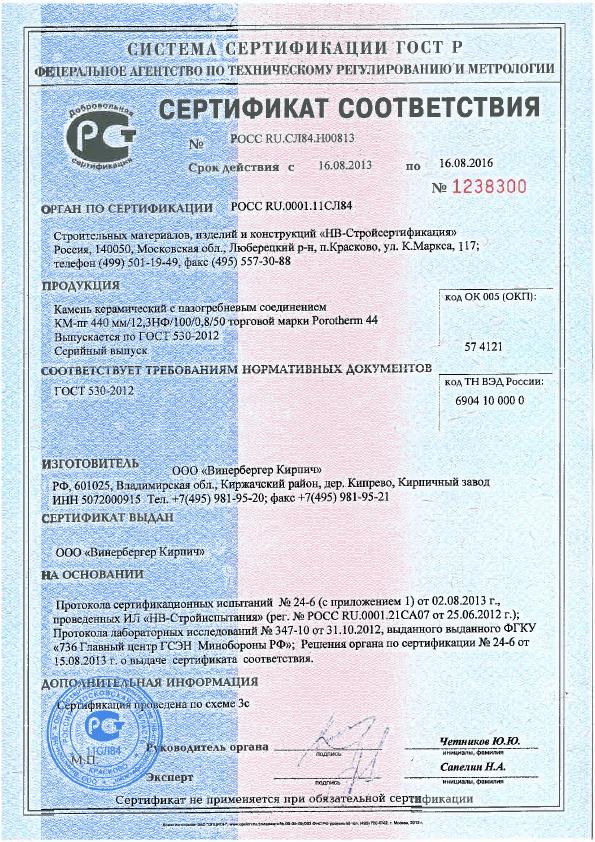 СИСТЕМА СЕРТИФИКАЦИИ ГОСТ Р
ФЕДЕРАЛЬНОЕ АГЕНТСТВО ПО ТЕХНИЧЕСКОМУ РЕГУЛИРОВАНИЮ И МЕТРОЛОГИИ
Добровольная
РСТ
сертификация
СЕРТИФИКАТ СООТВЕТСТВИЯ
№ РОСС RU.СЛ84.Н00813
Срок действия с 16.08.2013 по 16.08.2016
№ 1238300
ОРГАН ПО СЕРТИФИКАЦИИ РОСС RU.0001.11СЛ84
Строительных материалов, изделий и конструкций «НВ-Стройсертификация»
Россия, 140050, Московская обл., Люберецкий р-н, п.Красково, ул. К.Маркса, 117;
телефон (499) 501-19-49, факс (495) 557-30-88
ПРОДУКЦИЯ
Камень керамический с пазогребневым соединением
КМ-пг 440 мм/12,3НФ/100/0,8/50 торговой марки Porotherm 44
Выпускается по ГОСТ 530-2012
Серийный выпуск
код ОК 005 (ОКП):
57 4121
СООТВЕТСТВУЕТ ТРЕБОВАНИЯМ НОРМАТИВНЫХ ДОКУМЕНТОВ
ГОСТ 530-2012
код ТН ВЭД России:
6904 10 000 0
ИЗГОТОВИТЕЛЬ ООО «Винербергер Кирпич»
РФ, 601025, Владимирская обл., Киржачский район, дер. Кипрево, Кирпичный завод
ИНН 5072000915 Тел. +7(495) 981-95-20; факс +7(495) 981-95-21
СЕРТИФИКАТ ВЫДАН
ООО «Винербергер Кирпич»
НА ОСНОВАНИИ
Протокола сертификационных испытаний № 24-6 (с приложением 1) от 02.08.2013 г.,
проведенных ИЛ «НВ-Стройиспытания» (рег. № РОСС RU.0001.21СА07 от 25.06.2012 г.);
Протокола лабораторных исследований № 347-10 от 31.10.2012, выданного выданного ФГКУ
«736 Главный центр ГСЭН Минобороны РФ»; Решения органа по сертификации № 24-6 от
15.08.2013 г. о выдаче сертификата соответствия.
ДОПОЛНИТЕЛЬНАЯ ИНФОРМАЦИЯ
Сертификация проведена по схеме 3с
11СЛ84
М.П.
Руководитель органа
подпись
Четников Ю.Ю.
инициалы, фамилия
Эксперт
подпись
Сапелин Н.А.
инициалы, фамилия
Сертификат не применяется при обязательной сертификации